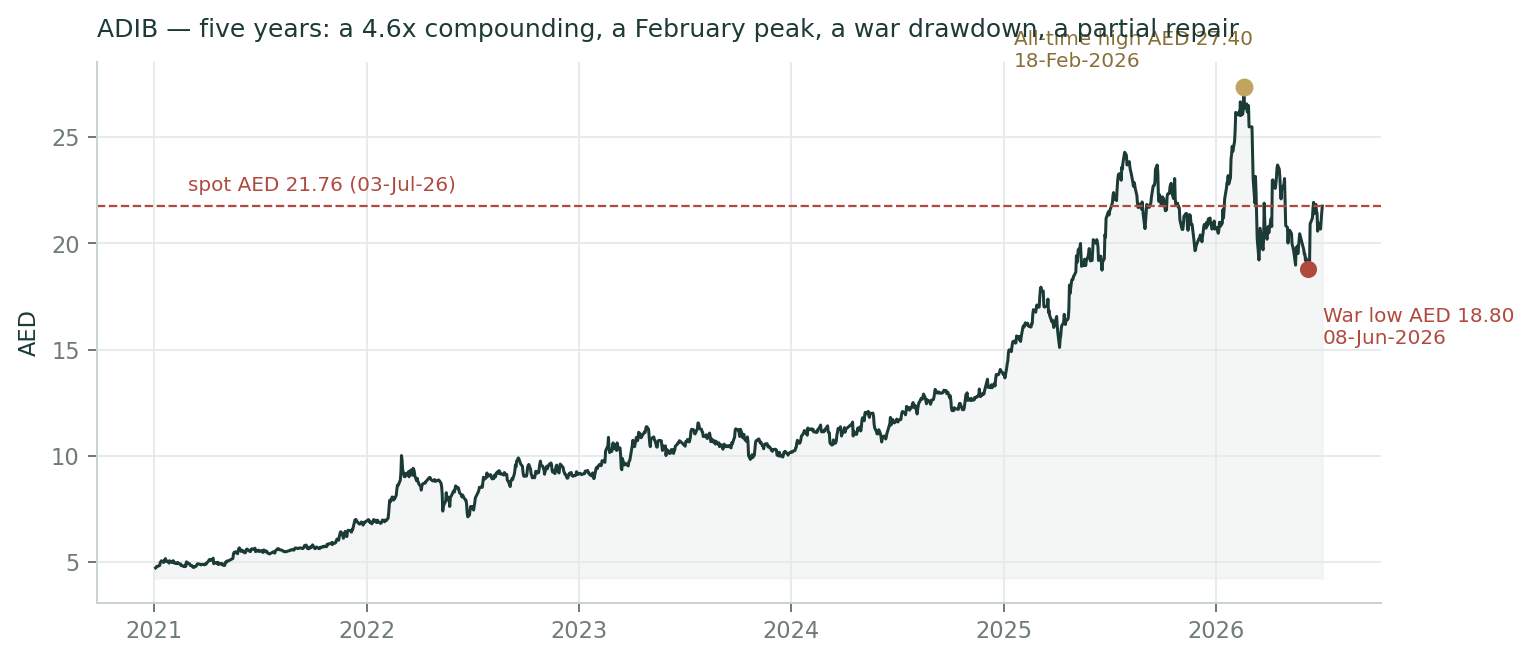 ADIB — five years: a 4.6x compounding, a February peak, a war drawdown, a partial repair
All-time high AED 27.40
18-Feb-2026
25
spot AED 21.76 (03-Jul-26)
20
War low AED 18.80
08-Jun-2026
AED
15
10
5
2021 2022 2023 2024 2025 2026